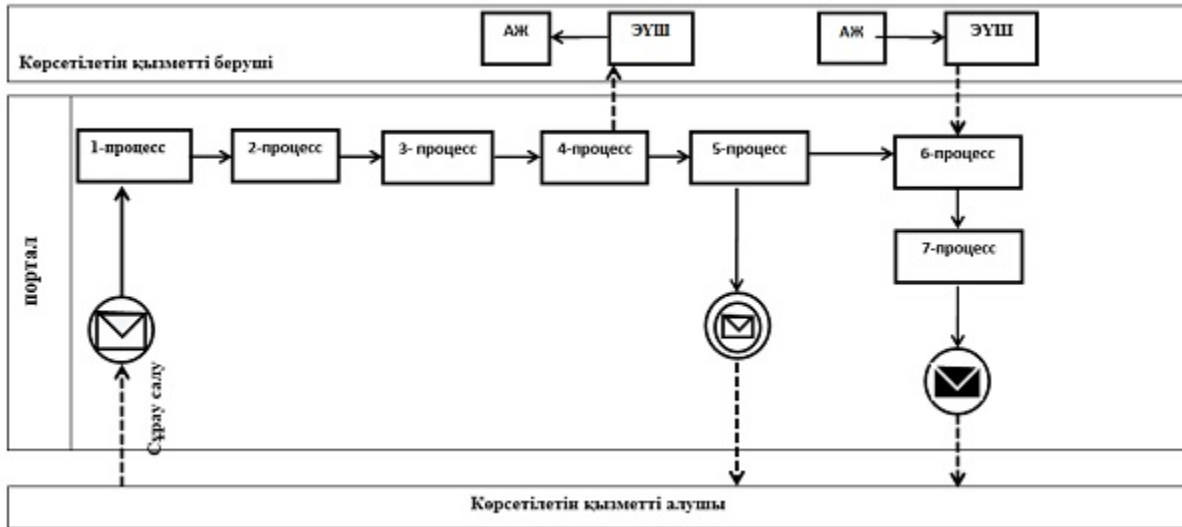 АЖ
ЭҮШ
АЖ
ЭҮШ
Көрсетілетін қызметті беруші
портал
1-процесс
2-процесс
3- процесс
4-процесс
5-процесс
6-процесс
7-процесс
Сұрау салу
Көрсетілетін қызметті алушы